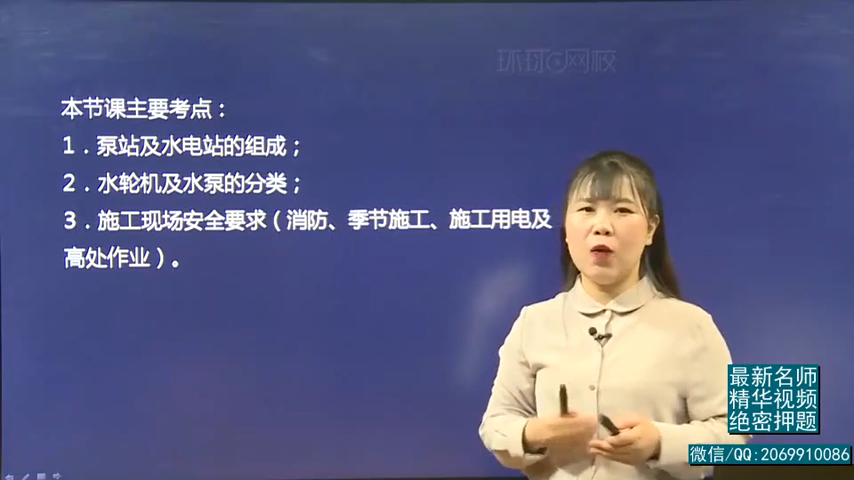 环球网校
本节课主要考点：
1．泵站及水电站的组成；
2．水轮机及水泵的分类；
3．施工现场安全要求（消防、季节施工、施工用电及
高处作业）。
最新名师
精华视频
绝密押题
微信/QQ:2069910086